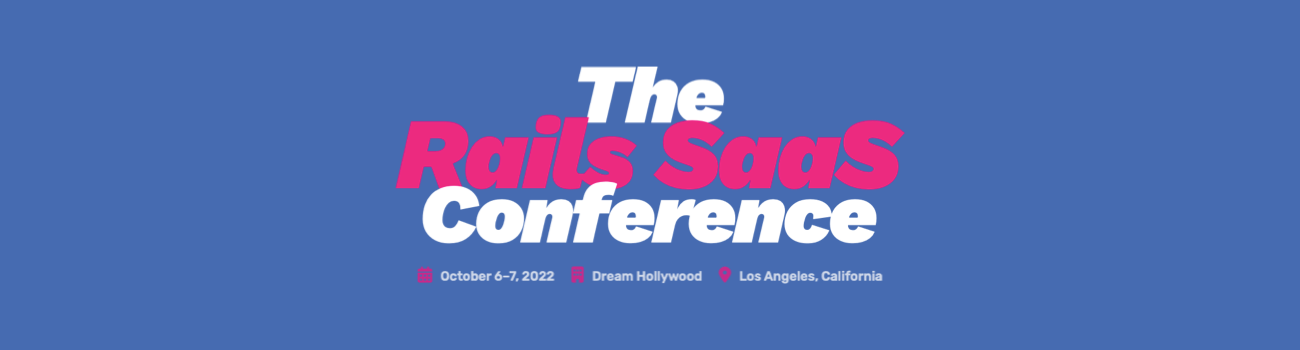 The
Rails SaaS
Conference
October 6–7, 2022 Dream Hollywood Los Angeles, California